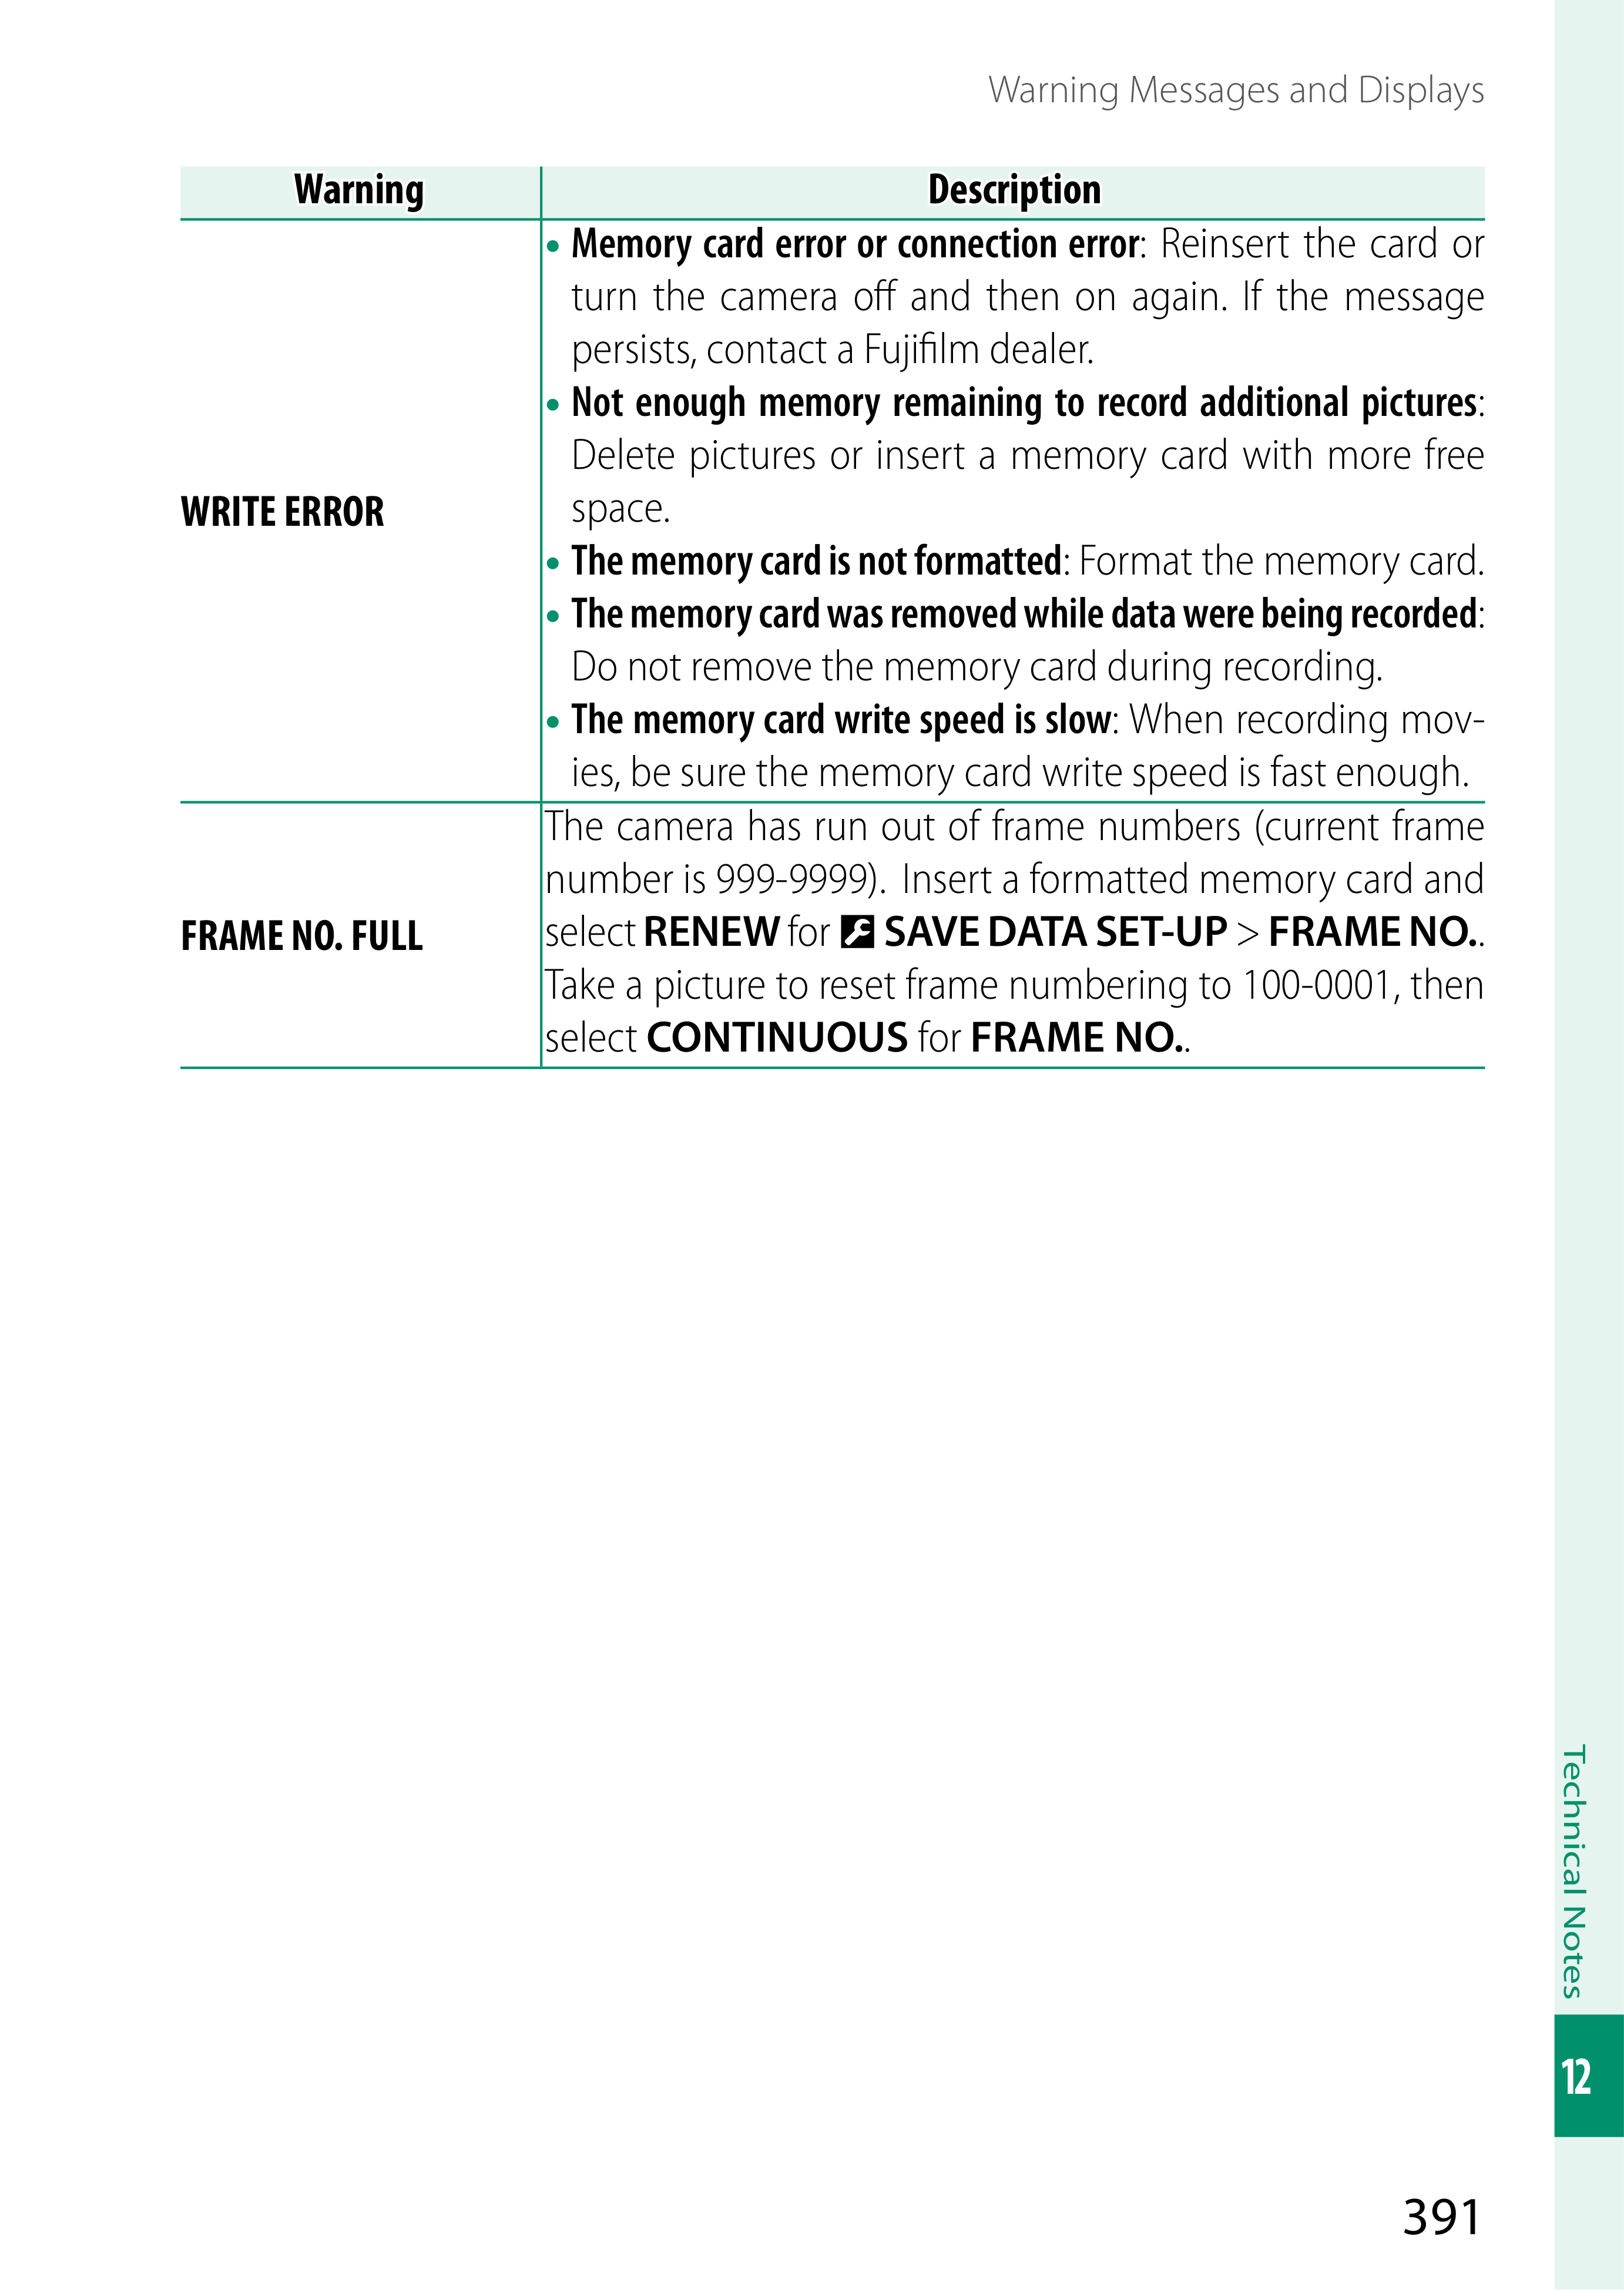 Warning Messages and Displays
Warning Description
WRITE ERROR
• Memory card error or connection error: Reinsert the card or
turn the camera off and then on again. If the message
persists, contact a Fujifilm dealer.
• Not enough memory remaining to record additional pictures:
Delete pictures or insert a memory card with more free
space.
• The memory card is not formatted: Format the memory card.
• The memory card was removed while data were being recorded:
Do not remove the memory card during recording.
• The memory card write speed is slow: When recording mov-
ies, be sure the memory card write speed is fast enough.
FRAME NO. FULL
The camera has run out of frame numbers (current frame
number is 999-9999). Insert a formatted memory card and
select RENEW for SAVE DATA SET-UP > FRAME NO..
Take a picture to reset frame numbering to 100-0001, then
select CONTINUOUS for FRAME NO..
Technical Notes
12
391